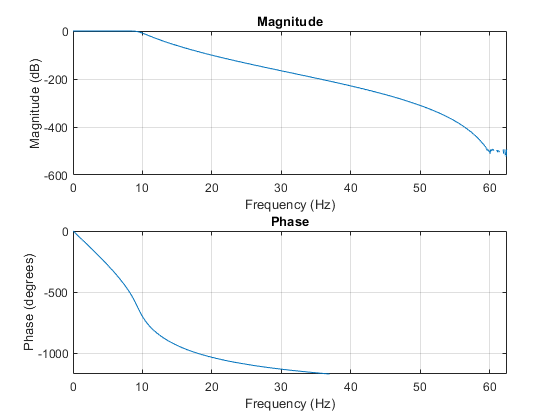 Magnitude
0
-200
-400
-600
Magnitude (dB)
0 10 20 30 40 50 60
Frequency (Hz)
Phase
0
-500
-1000
Phase (degrees)
0 10 20 30 40 50 60
Frequency (Hz)